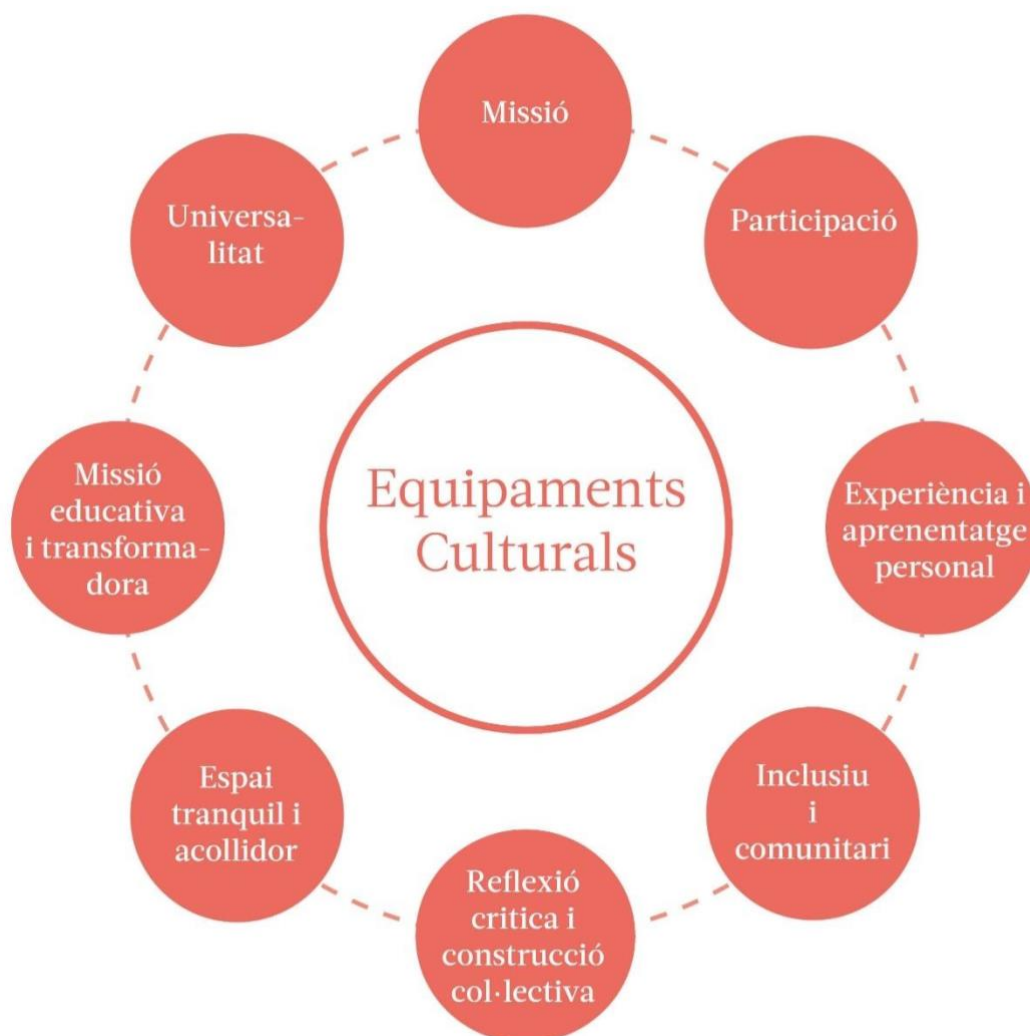 Missió
Participació
Experiència i
aprenentatge
personal
Inclusiu
i
comunitari
Reflexió
critica i
construcció
col·lectiva
Espai
tranquil i
acollidor
Missió
educativa
i transforma-
dora
Universa-
litat
Equipaments
Culturals